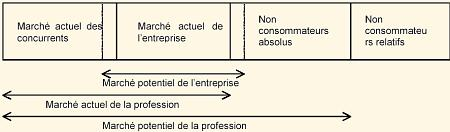 Marché actuel des
concurrents
Marché actuel de
l'entreprise
Non
consommateurs
absolus
Non
consommateu
rs relatifs
Marché potentiel de l'entreprise
Marché actuel de la profession
Marché potentiel de la profession